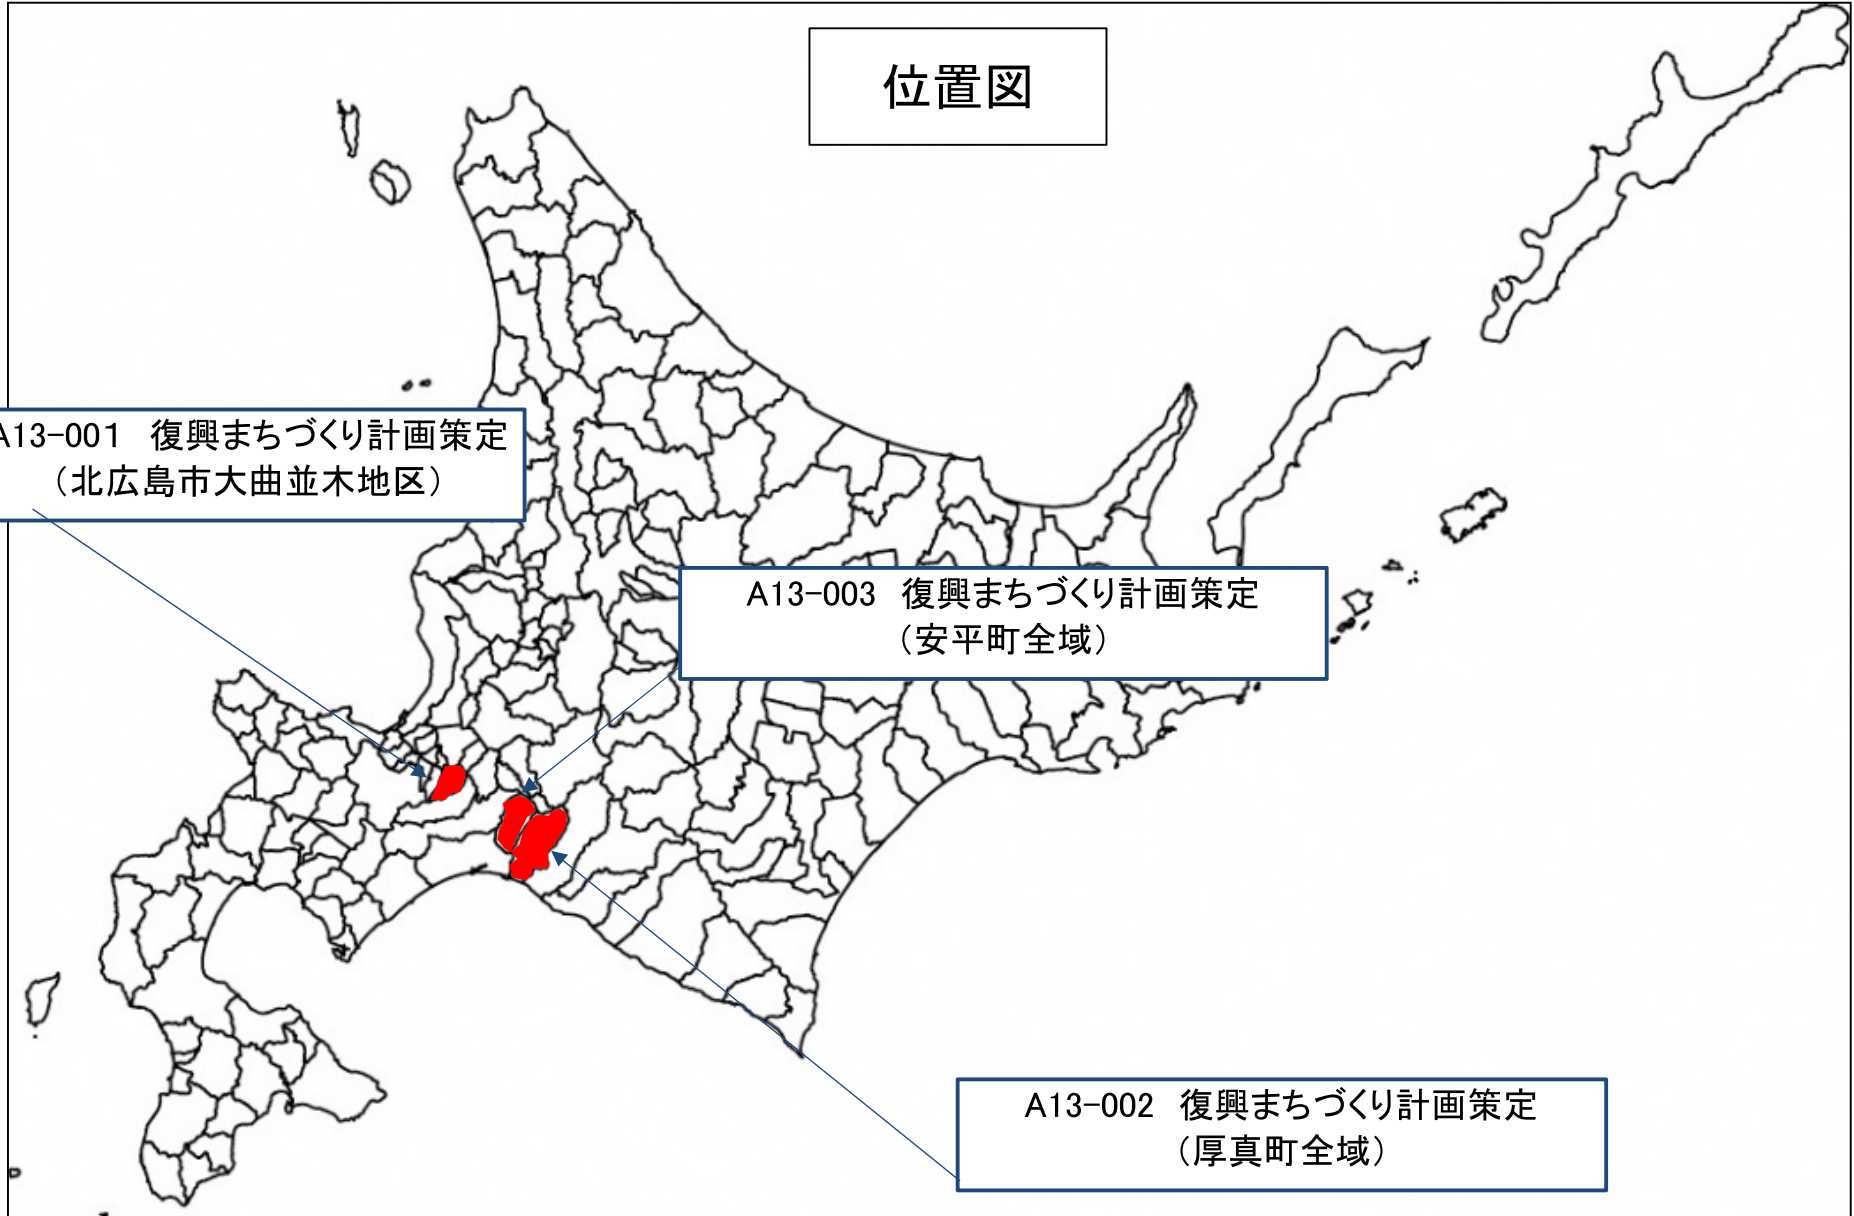 位置図
A13-001　復興まちづくり計画策定
（北広島市大曲並木地区）
A13-003　復興まちづくり計画策定
（安平町全域）
A13-002　復興まちづくり計画策定
（厚真町全域）